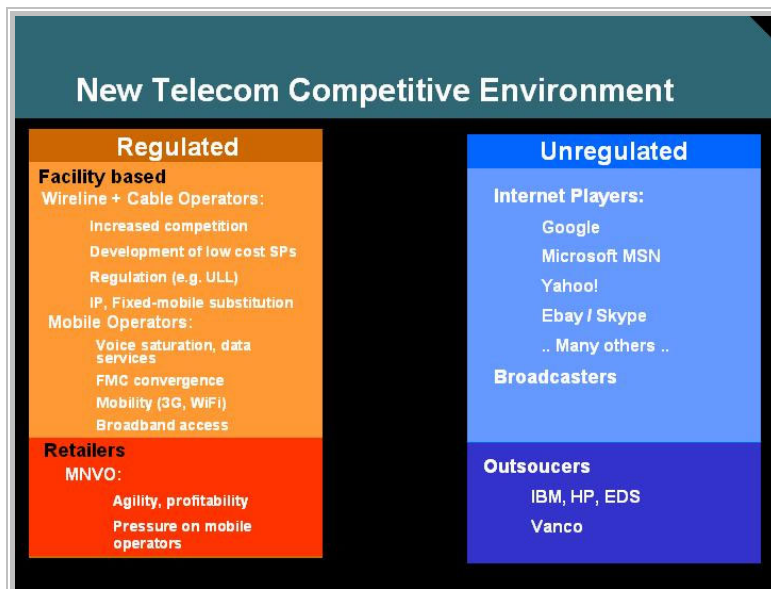 New Telecom Competitive Environment
Regulated
Facility based
Wireline + Cable Operators:
Increased competition
Development of low cost SPs
Regulation (e.g. ULL)
IP, Fixed-mobile substitution
Mobile Operators:
Voice saturation, data
services
FMC convergence
Mobility (3G, WiFi)
Broadband access
Retailers
MNVO:
Agility, profitability
Pressure on mobile
operators
Unregulated
Internet Players:
Google
Microsoft MSN
Yahoo!
Ebay / Skype
.. Many others ..
Broadcasters
Outsoucers
IBM, HP, EDS
Vanco